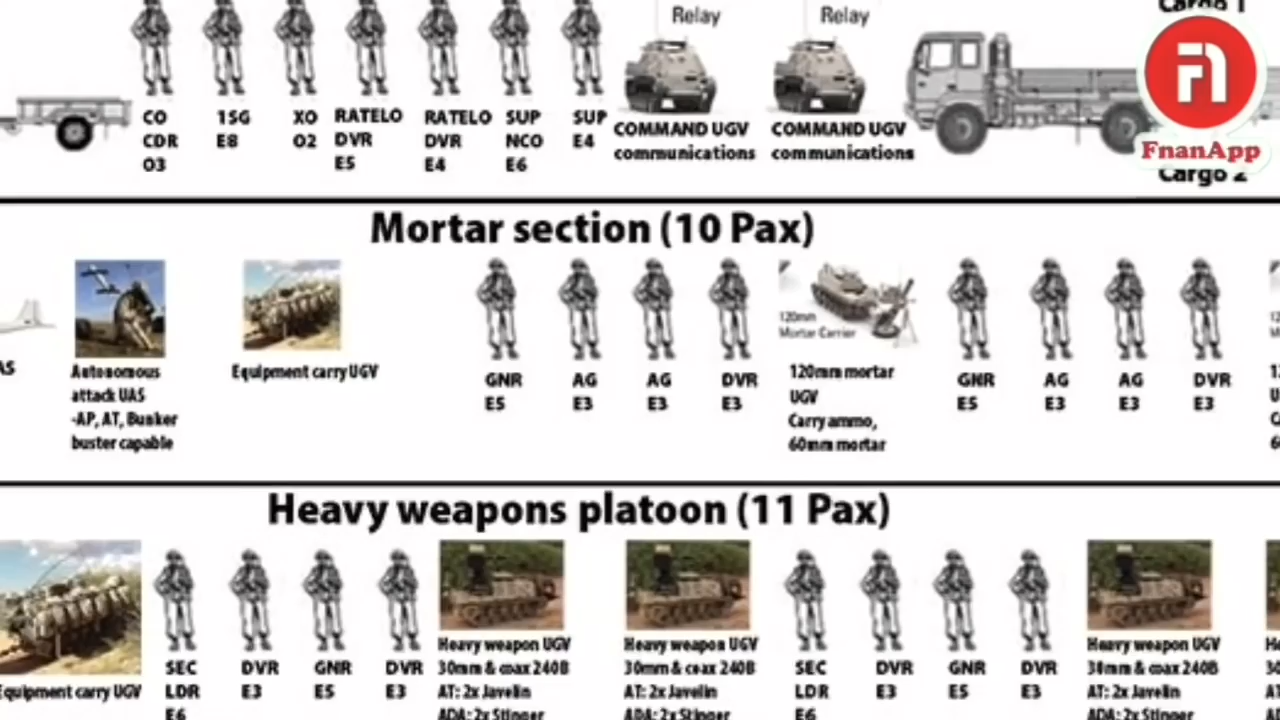 Relay
Relay
Cargo 1
CO
CDR
O3
1SG
E8
XO
O2
RATELO
DVR
E5
RATELO
DVR
E4
SUP
NCO
E6
SUP
E4
COMMAND UGV
communications
COMMAND UGV
communications
FnanApp
Cargo 2
Mortar section (10 Pax)
AS
Autonomous
attack UAS
-AP, AT, Bunker
buster capable
Equipment carry UGV
GNR
E5
AG
E3
AG
E3
DVR
E3
120mm
Mortar Carrier
120mm mortar
UGV
Carry ammo,
60mm mortar
GNR
E5
AG
E3
AG
E3
DVR
E3
Heavy weapons platoon (11 Pax)
Equipment carry UGV
SEC
LDR
E6
DVR
E3
GNR
E5
DVR
E3
Heavy weapon UGV
30mm & coax 240B
AT: 2x Javelin
ADA: 2x Stinger
Heavy weapon UGV
30mm & coax 240B
AT: 2x Javelin
ADA: 2x Stinger
SEC
LDR
E6
DVR
E3
GNR
E5
DVR
E3
Heavy weapon UGV
30mm & coax 240B
AT: 2x Javelin
ADA: 2x Stinger